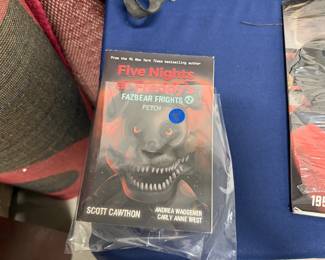 From the #1 New York Times bestselling author
Five Nights
at Freddy's
FAZBEAR FRIGHTS
FETCH
SCOTT CAWTHON
ANDREA WAGGENER
CARLY ANNE WEST